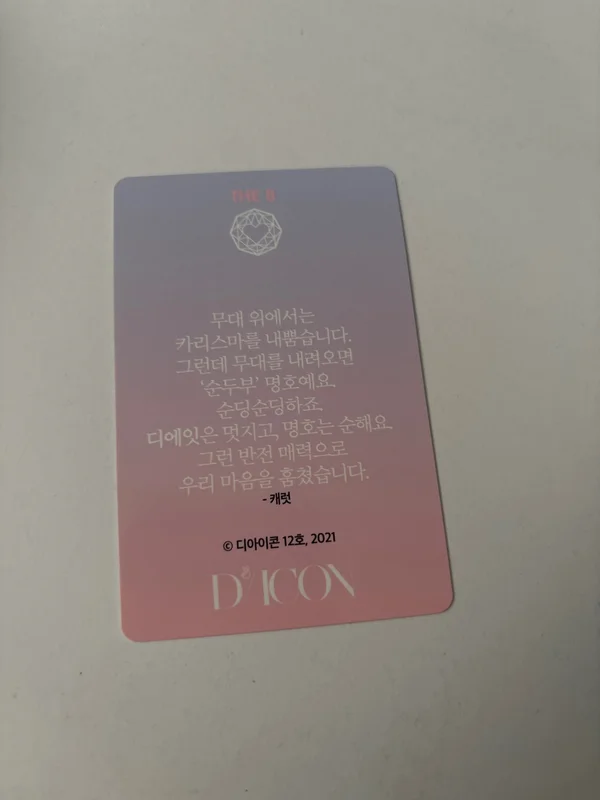 THE 8
무대 위에서는
카리스마를 내뿜습니다.
그런데 무대를 내려오면
‘순두부’ 명호예요.
순딩순딩하죠.
디에잇은 멋지고, 명호는 순해요.
그런 반전 매력으로
우리 마음을 훔쳤습니다.
- 캐럿
© 디아이콘 12호, 2021
D'ICON